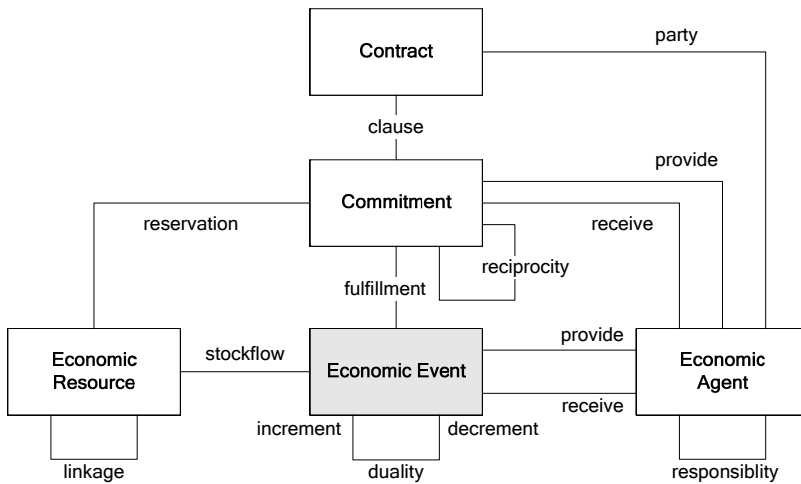 Contract
party
clause
provide
Commitment
reservation
receive
reciprocity
fulfillment
Economic
Resource
stockflow
Economic Event
provide
receive
Economic
Agent
increment
decrement
linkage
duality
responsiblity